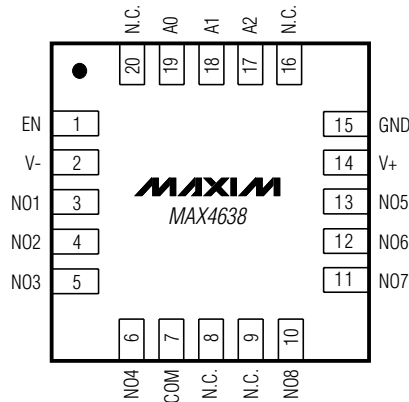 N.C. A0 A1 A2 N.C.
20 19 18 17 16
EN 1 15 GND
V- 2 14 V+
NO1 3 13 NO5
MAXIM
MAX4638
NO2 4 12 NO6
NO3 5 11 NO7
6 7 8 9 10
NO4 COM N.C. N.C. NO8